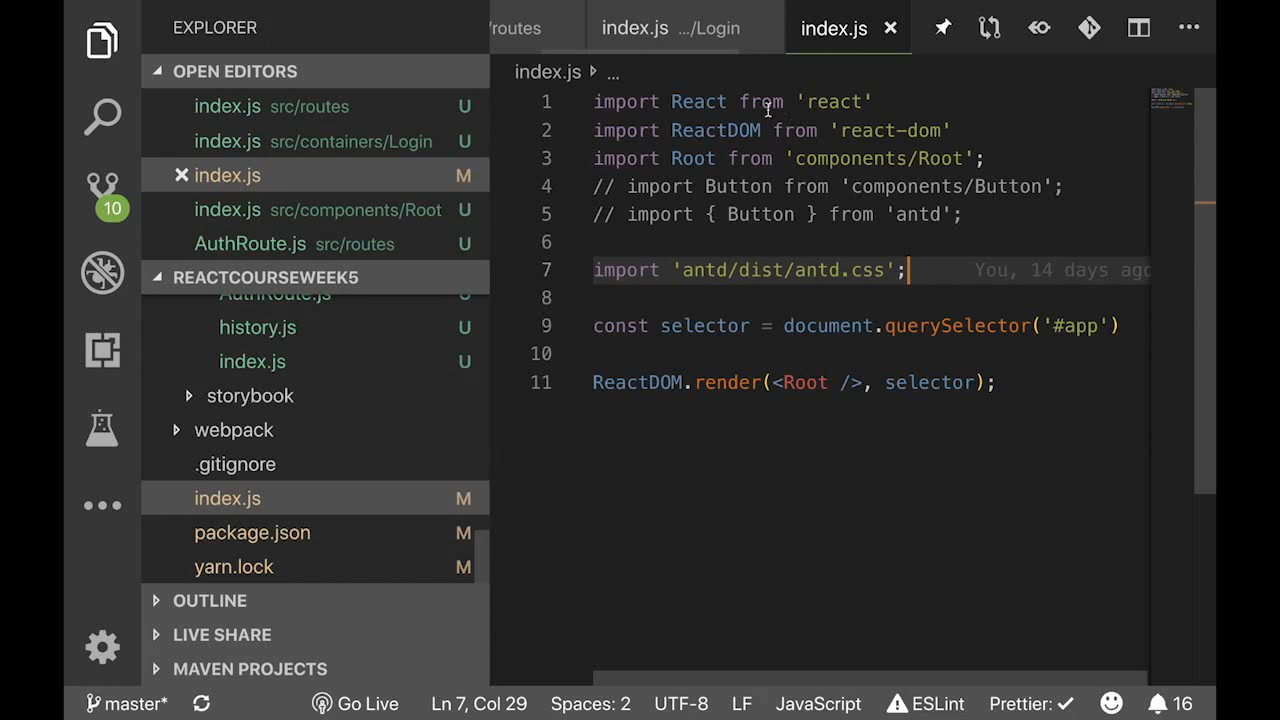 EXPLORER
OPEN EDITORS
index.js src/routes U
index.js src/containers/Login U
index.js M
index.js src/components/Root U
AuthRoute.js src/routes U
REACTCOURSEWEEK5
AuthRoute.js U
history.js U
index.js U
storybook
webpack
.gitignore
index.js M
package.json M
yarn.lock M
OUTLINE
LIVE SHARE
MAVEN PROJECTS
10
/routes index.js .../Login index.js
index.js ...
1 import React from 'react'
2 import ReactDOM from 'react-dom'
3 import Root from 'components/Root';
4 // import Button from 'components/Button';
5 // import { Button } from 'antd';
6
7 import 'antd/dist/antd.css'; You, 14 days ago
8
9 const selector = document.querySelector('#app')
10
11 ReactDOM.render(<Root />, selector);
master* Go Live Ln 7, Col 29 Spaces: 2 UTF-8 LF JavaScript ESLint Prettier: 16